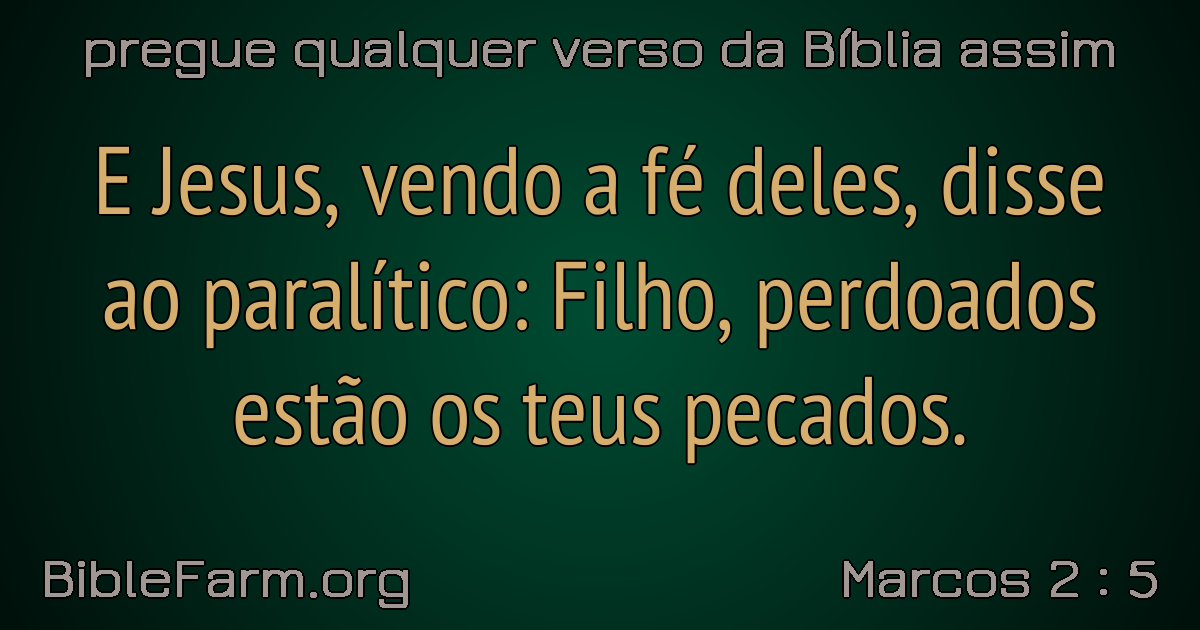 pregue qualquer verso da Bíblia assim
E Jesus, vendo a fé deles, disse
ao paralítico: Filho, perdoados
estão os teus pecados.
BibleFarm.org
Marcos 2 : 5